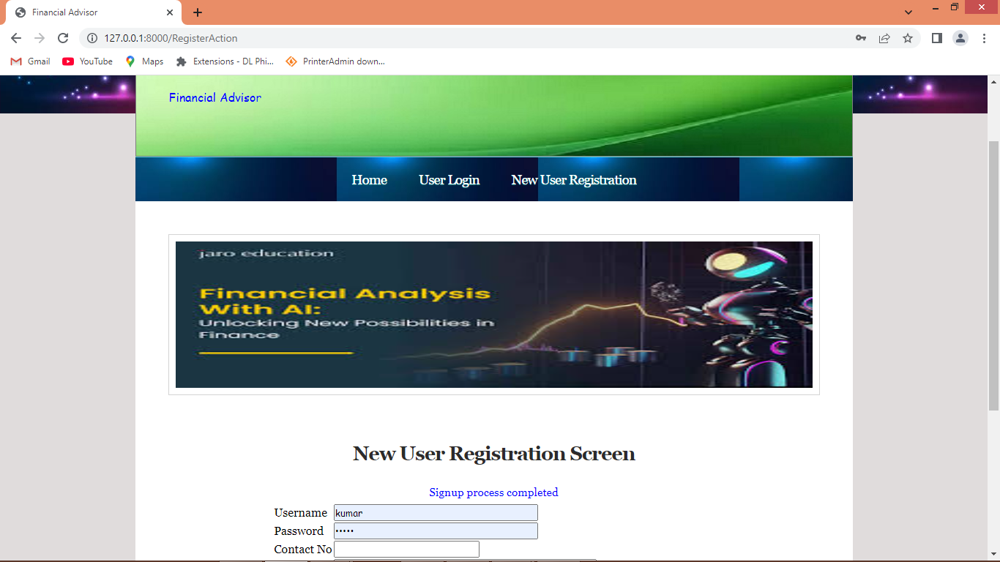 Financial Advisor
127.0.0.1:8000/RegisterAction
Gmail YouTube Maps Extensions - DL Phi... PrinterAdmin down...
Financial Advisor
Home User Login New User Registration
jaro education
Financial Analysis
With AI:
Unlocking New Possibilities in
Finance
New User Registration Screen
Signup process completed
Username kumar
Password •••••
Contact No